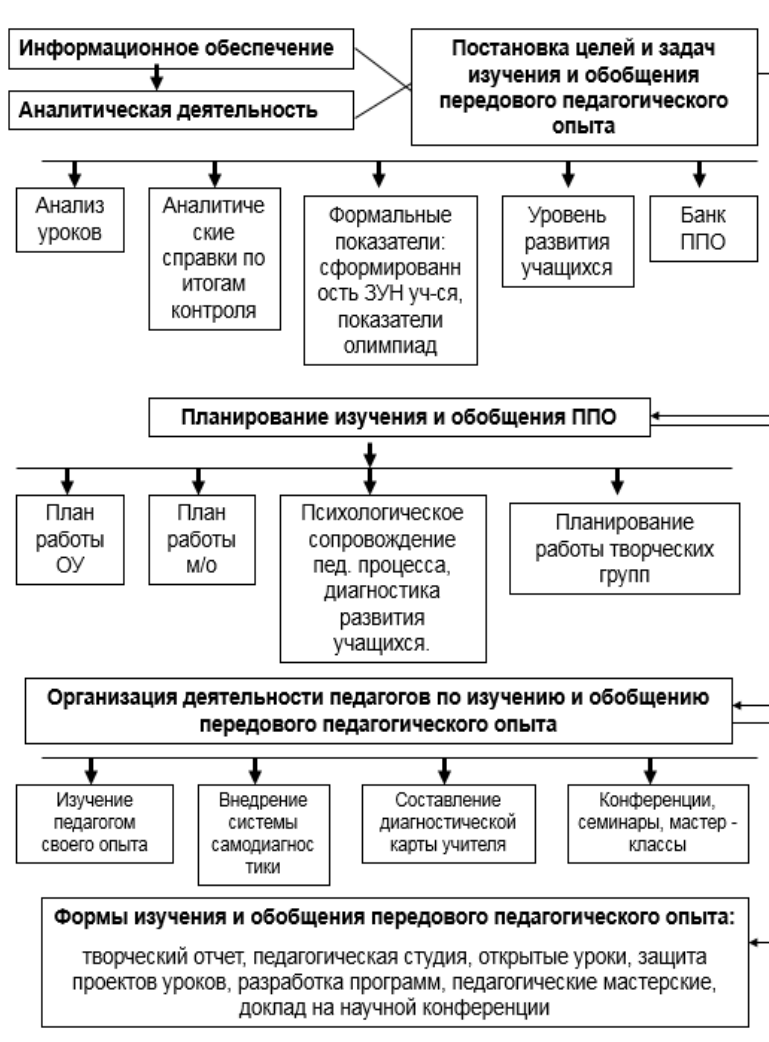 Информационное обеспечение
Аналитическая деятельность
Постановка целей и задач
изучения и обобщения
передового педагогического
опыта
Анализ
уроков
Аналитиче
ские
справки по
итогам
контроля
Формальные
показатели:
сформированн
ость ЗУН уч-ся,
показатели
олимпиад
Уровень
развития
учащихся
Банк
ППО
Планирование изучения и обобщения ППО
План
работы
ОУ
План
работы
м/о
Психологическое
сопровождение
пед. процесса,
диагностика
развития
учащихся.
Планирование
работы творческих
групп
Организация деятельности педагогов по изучению и обобщению
передового педагогического опыта
Изучение
педагогом
своего опыта
Внедрение
системы
самодиагнос
тики
Составление
диагностической
карты учителя
Конференции,
семинары, мастер -
классы
Формы изучения и обобщения передового педагогического опыта:
творческий отчет, педагогическая студия, открытые уроки, защита
проектов уроков, разработка программ, педагогические мастерские,
доклад на научной конференции